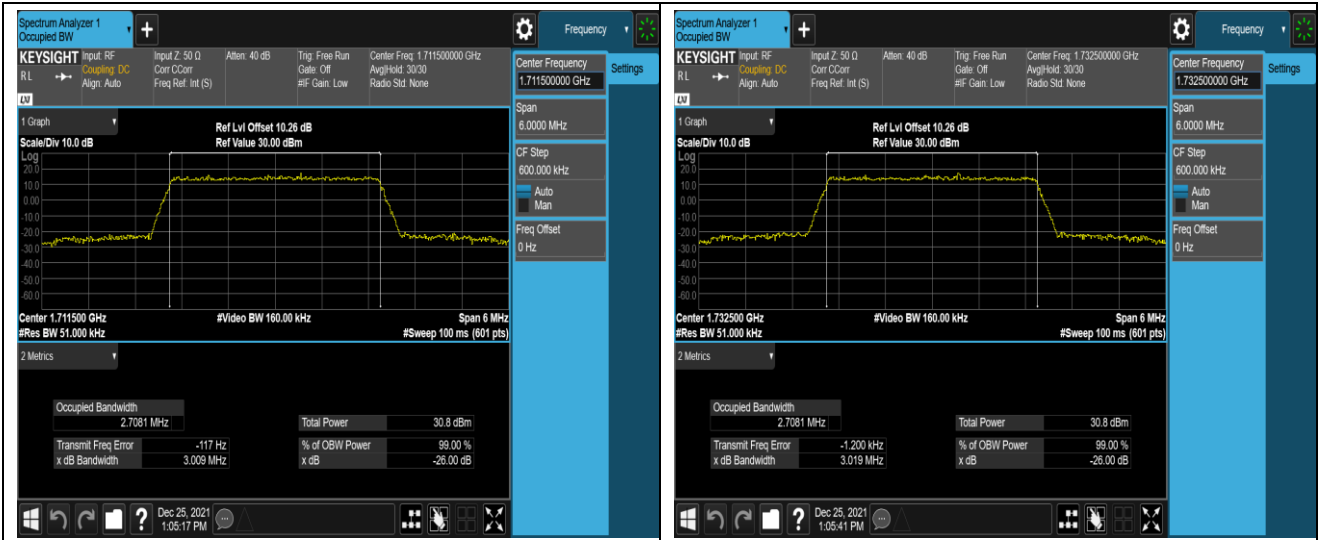 Spectrum Analyzer 1
Occupied BW
+
Frequency
KEYSIGHT
RL
LXI
Input: RF
Coupling: DC
Align: Auto
Input Z: 50 Ω
Corr CCorr
Freq Ref: Int (S)
Atten: 40 dB
Trig: Free Run
Gate: Off
#IF Gain: Low
Center Freq: 1.711500000 GHz
Avg|Hold: 30/30
Radio Std: None
Center Frequency
1.711500000 GHz
Settings
Span
6.0000 MHz
CF Step
600.000 kHz
Auto
Man
Freq Offset
0 Hz
1 Graph
Scale/Div 10.0 dB
Ref Lvl Offset 10.26 dB
Ref Value 30.00 dBm
Log
20.0
10.0
0.00
-10.0
-20.0
-30.0
-40.0
-50.0
-60.0
Center 1.711500 GHz
#Res BW 51.000 kHz
#Video BW 160.00 kHz
Span 6 MHz
#Sweep 100 ms (601 pts)
2 Metrics
Occupied Bandwidth
2.7081 MHz
Total Power 30.8 dBm
Transmit Freq Error -117 Hz
% of OBW Power 99.00 %
x dB Bandwidth 3.009 MHz
x dB -26.00 dB
?
Dec 25, 2021
1:05:17 PM
Spectrum Analyzer 1
Occupied BW
+
Frequency
KEYSIGHT
RL
LXI
Input: RF
Coupling: DC
Align: Auto
Input Z: 50 Ω
Corr CCorr
Freq Ref: Int (S)
Atten: 40 dB
Trig: Free Run
Gate: Off
#IF Gain: Low
Center Freq: 1.732500000 GHz
Avg|Hold: 30/30
Radio Std: None
Center Frequency
1.732500000 GHz
Settings
Span
6.0000 MHz
CF Step
600.000 kHz
Auto
Man
Freq Offset
0 Hz
1 Graph
Scale/Div 10.0 dB
Ref Lvl Offset 10.26 dB
Ref Value 30.00 dBm
Log
20.0
10.0
0.00
-10.0
-20.0
-30.0
-40.0
-50.0
-60.0
Center 1.732500 GHz
#Res BW 51.000 kHz
#Video BW 160.00 kHz
Span 6 MHz
#Sweep 100 ms (601 pts)
2 Metrics
Occupied Bandwidth
2.7081 MHz
Total Power 30.8 dBm
Transmit Freq Error -1.200 kHz
% of OBW Power 99.00 %
x dB Bandwidth 3.019 MHz
x dB -26.00 dB
?
Dec 25, 2021
1:05:41 PM